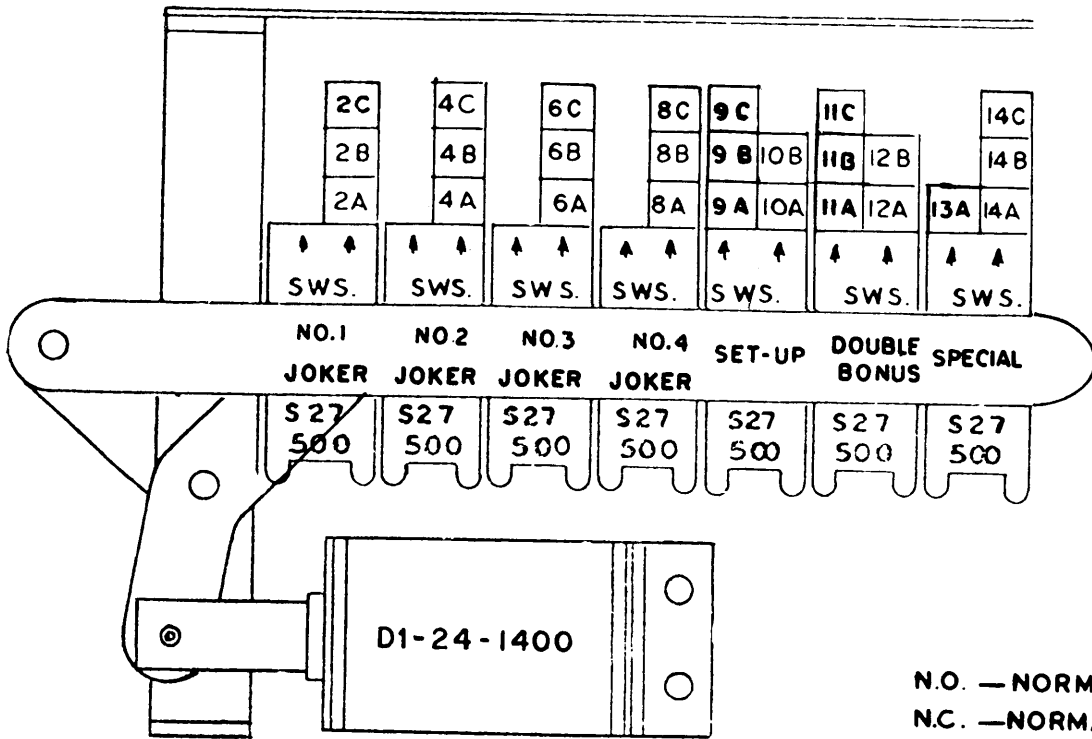 2C 4C 6C 8C 9C 11C 14C
2B 4B 6B 8B 9B 10B 11B 12B 14B
2A 4A 6A 8A 9A 10A 11A 12A 13A 14A
SWS. SWS. SWS. SWS. SWS. SWS. SWS.
NO.1 NO.2 NO.3 NO.4 SET-UP DOUBLE SPECIAL
JOKER JOKER JOKER JOKER BONUS
S27 S27 S27 S27 S27 S27 S27
500 500 500 500 500 500 500
D1-24-1400
N.O. — NORM
N.C. — NORM